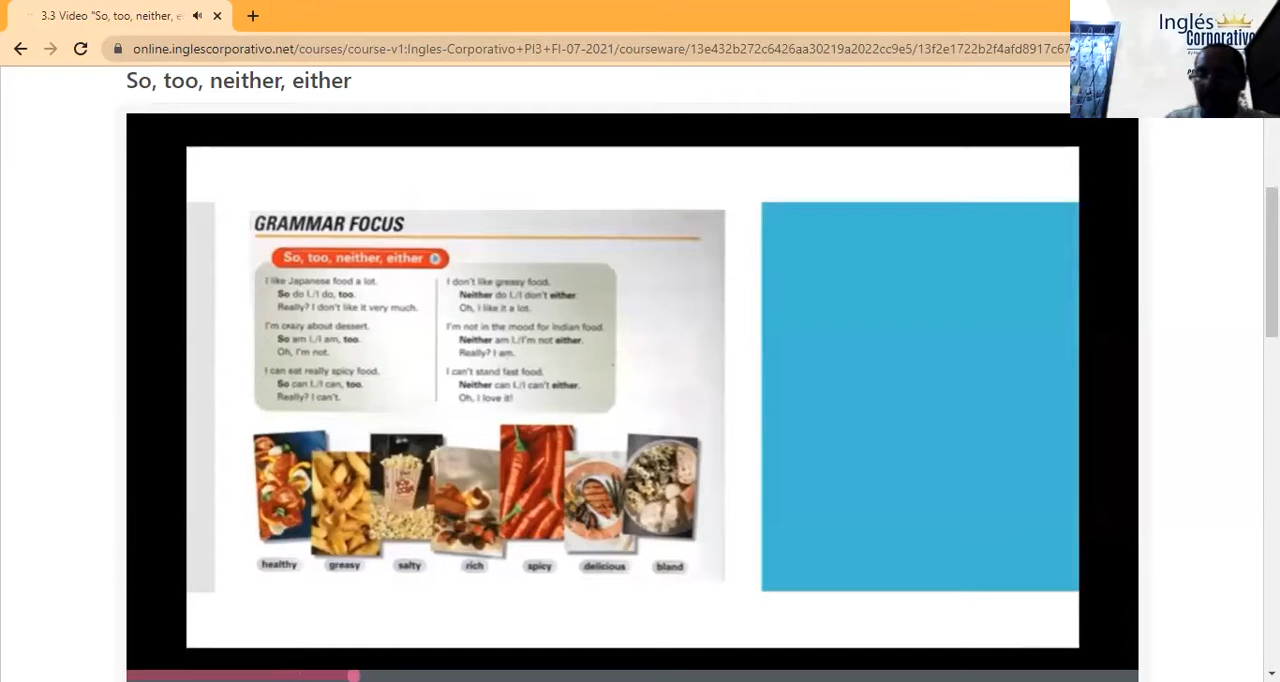 3.3 Video "So, too, neither, e
online.inglescorporativo.net/courses/course-v1:Ingles-Corporativo+PI3+FI-07-2021/courseware/13e432b272c6426aa30219a2022cc9e5/13f2e1722b2f4afd8917c67
Inglés
Corporativo
So, too, neither, either
GRAMMAR FOCUS
So, too, neither, either
I like Japanese food a lot.
So do I./I do, too.
Really? I don't like it very much.
I'm crazy about dessert.
So am I./I am, too.
Oh, I'm not.
I can eat really spicy food.
So can I./I can, too.
Really? I can't.
I don't like greasy food.
Neither do I./I don't either.
Oh, I like it a lot.
I'm not in the mood for Indian food.
Neither am I./I'm not either.
Really? I am.
I can't stand fast food.
Neither can I./I can't either.
Oh, I love it!
healthy
greasy
salty
rich
spicy
delicious
bland